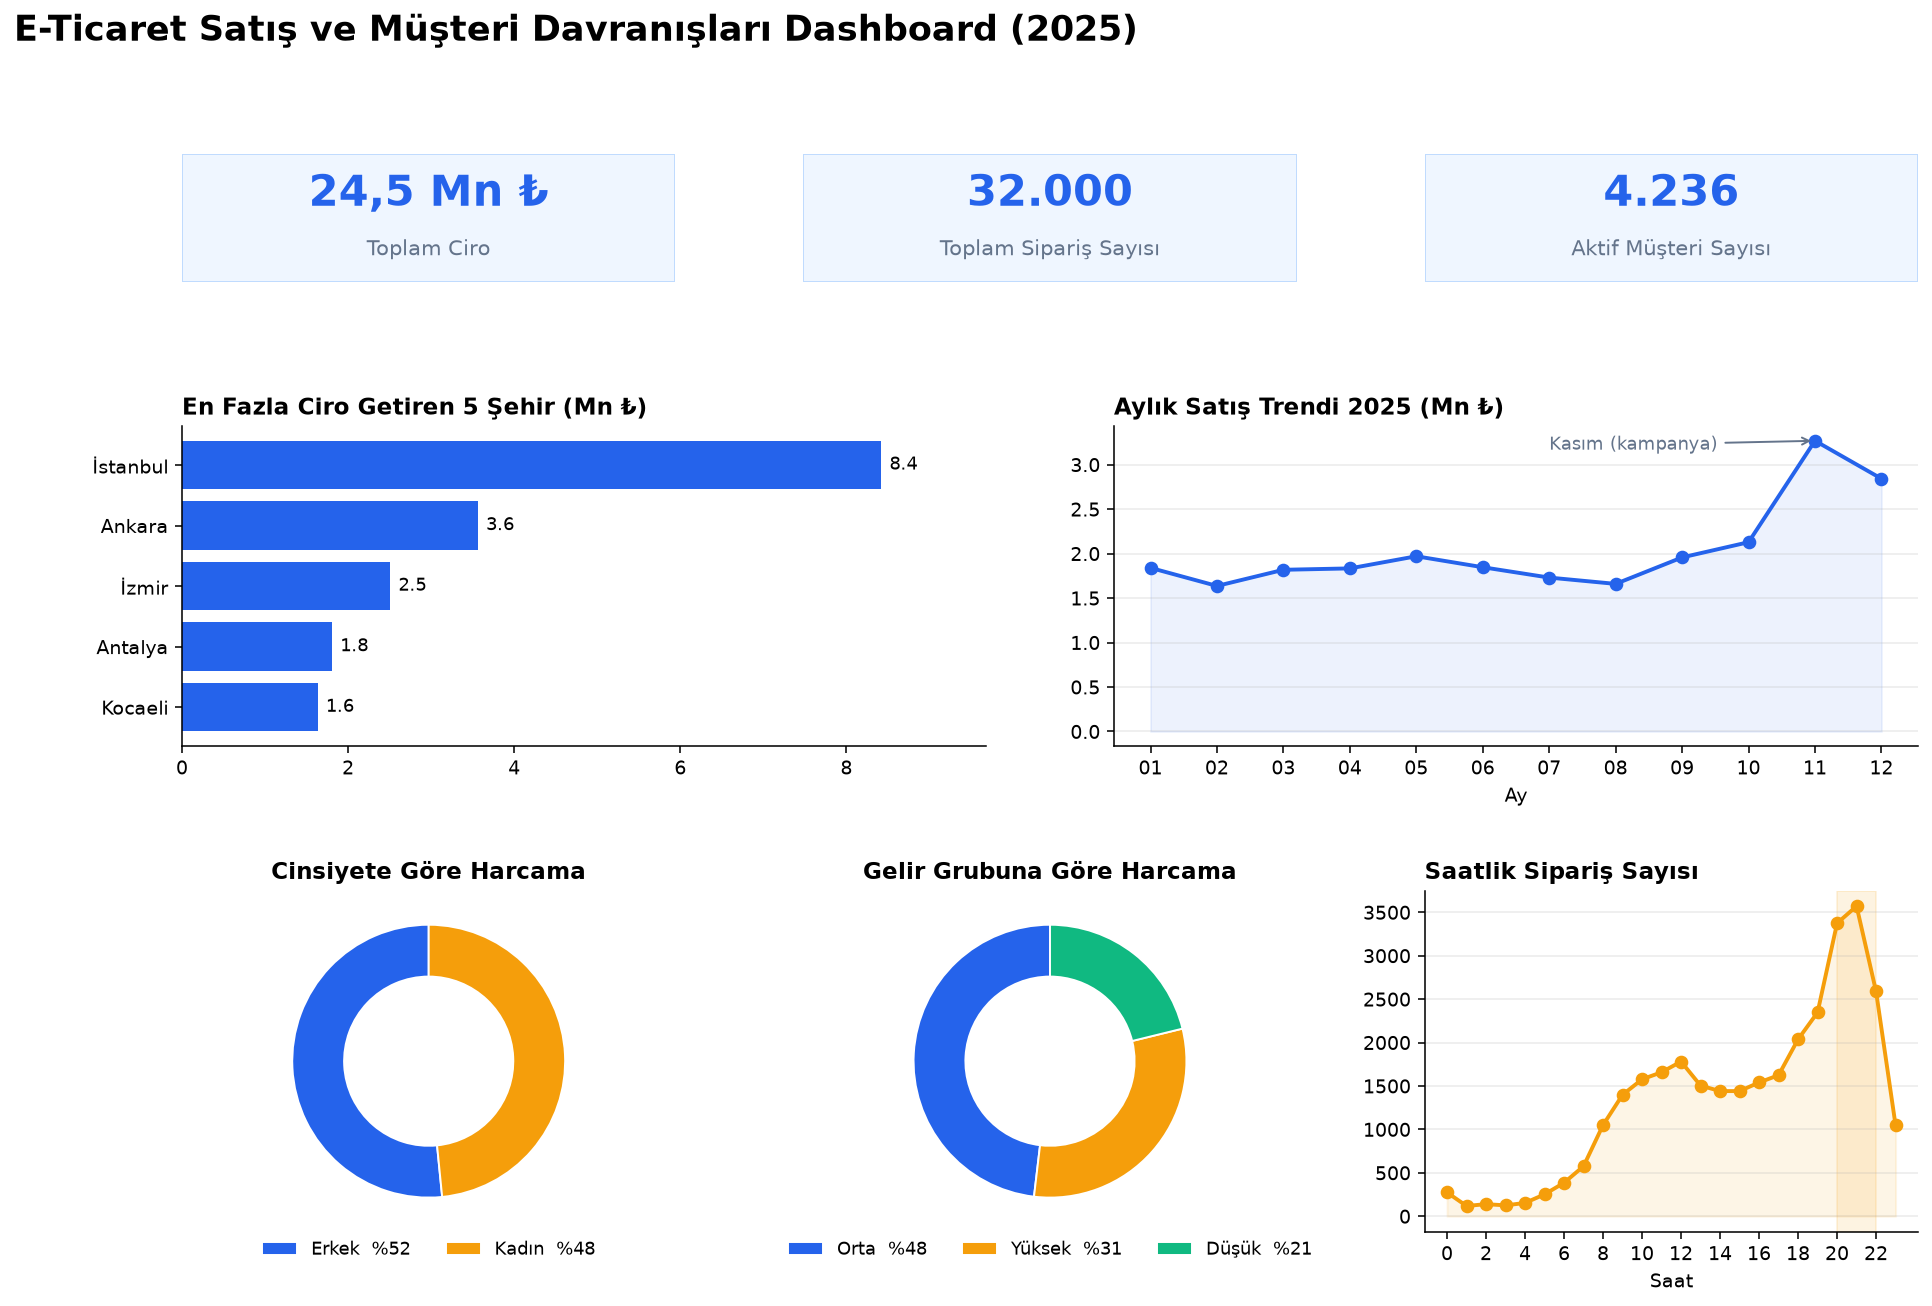 E-Ticaret Satış ve Müşteri Davranışları Dashboard (2025)
24,5 Mn ₺
Toplam Ciro
32.000
Toplam Sipariş Sayısı
4.236
Aktif Müşteri Sayısı
En Fazla Ciro Getiren 5 Şehir (Mn ₺)
İstanbul
8.4
Ankara
3.6
İzmir
2.5
Antalya
1.8
Kocaeli
1.6
0 2 4 6 8
Aylık Satış Trendi 2025 (Mn ₺)
Kasım (kampanya)
3.0
2.5
2.0
1.5
1.0
0.5
0.0
01 02 03 04 05 06 07 08 09 10 11 12
Ay
Cinsiyete Göre Harcama
Erkek %52 Kadın %48
Gelir Grubuna Göre Harcama
Orta %48 Yüksek %31 Düşük %21
Saatlik Sipariş Sayısı
3500
3000
2500
2000
1500
1000
500
0
0 2 4 6 8 10 12 14 16 18 20 22
Saat